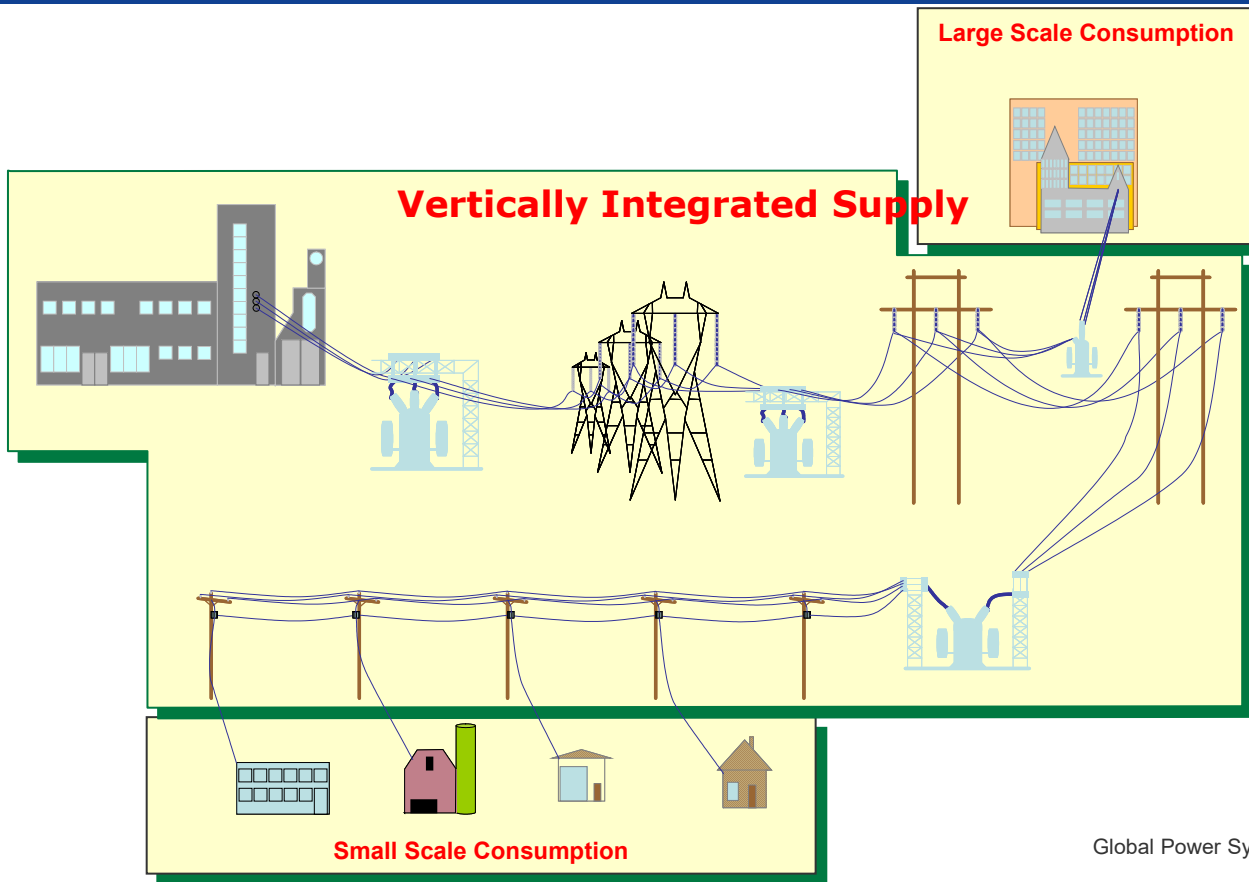 Large Scale Consumption
Vertically Integrated Supply
Small Scale Consumption
Global Power Sy